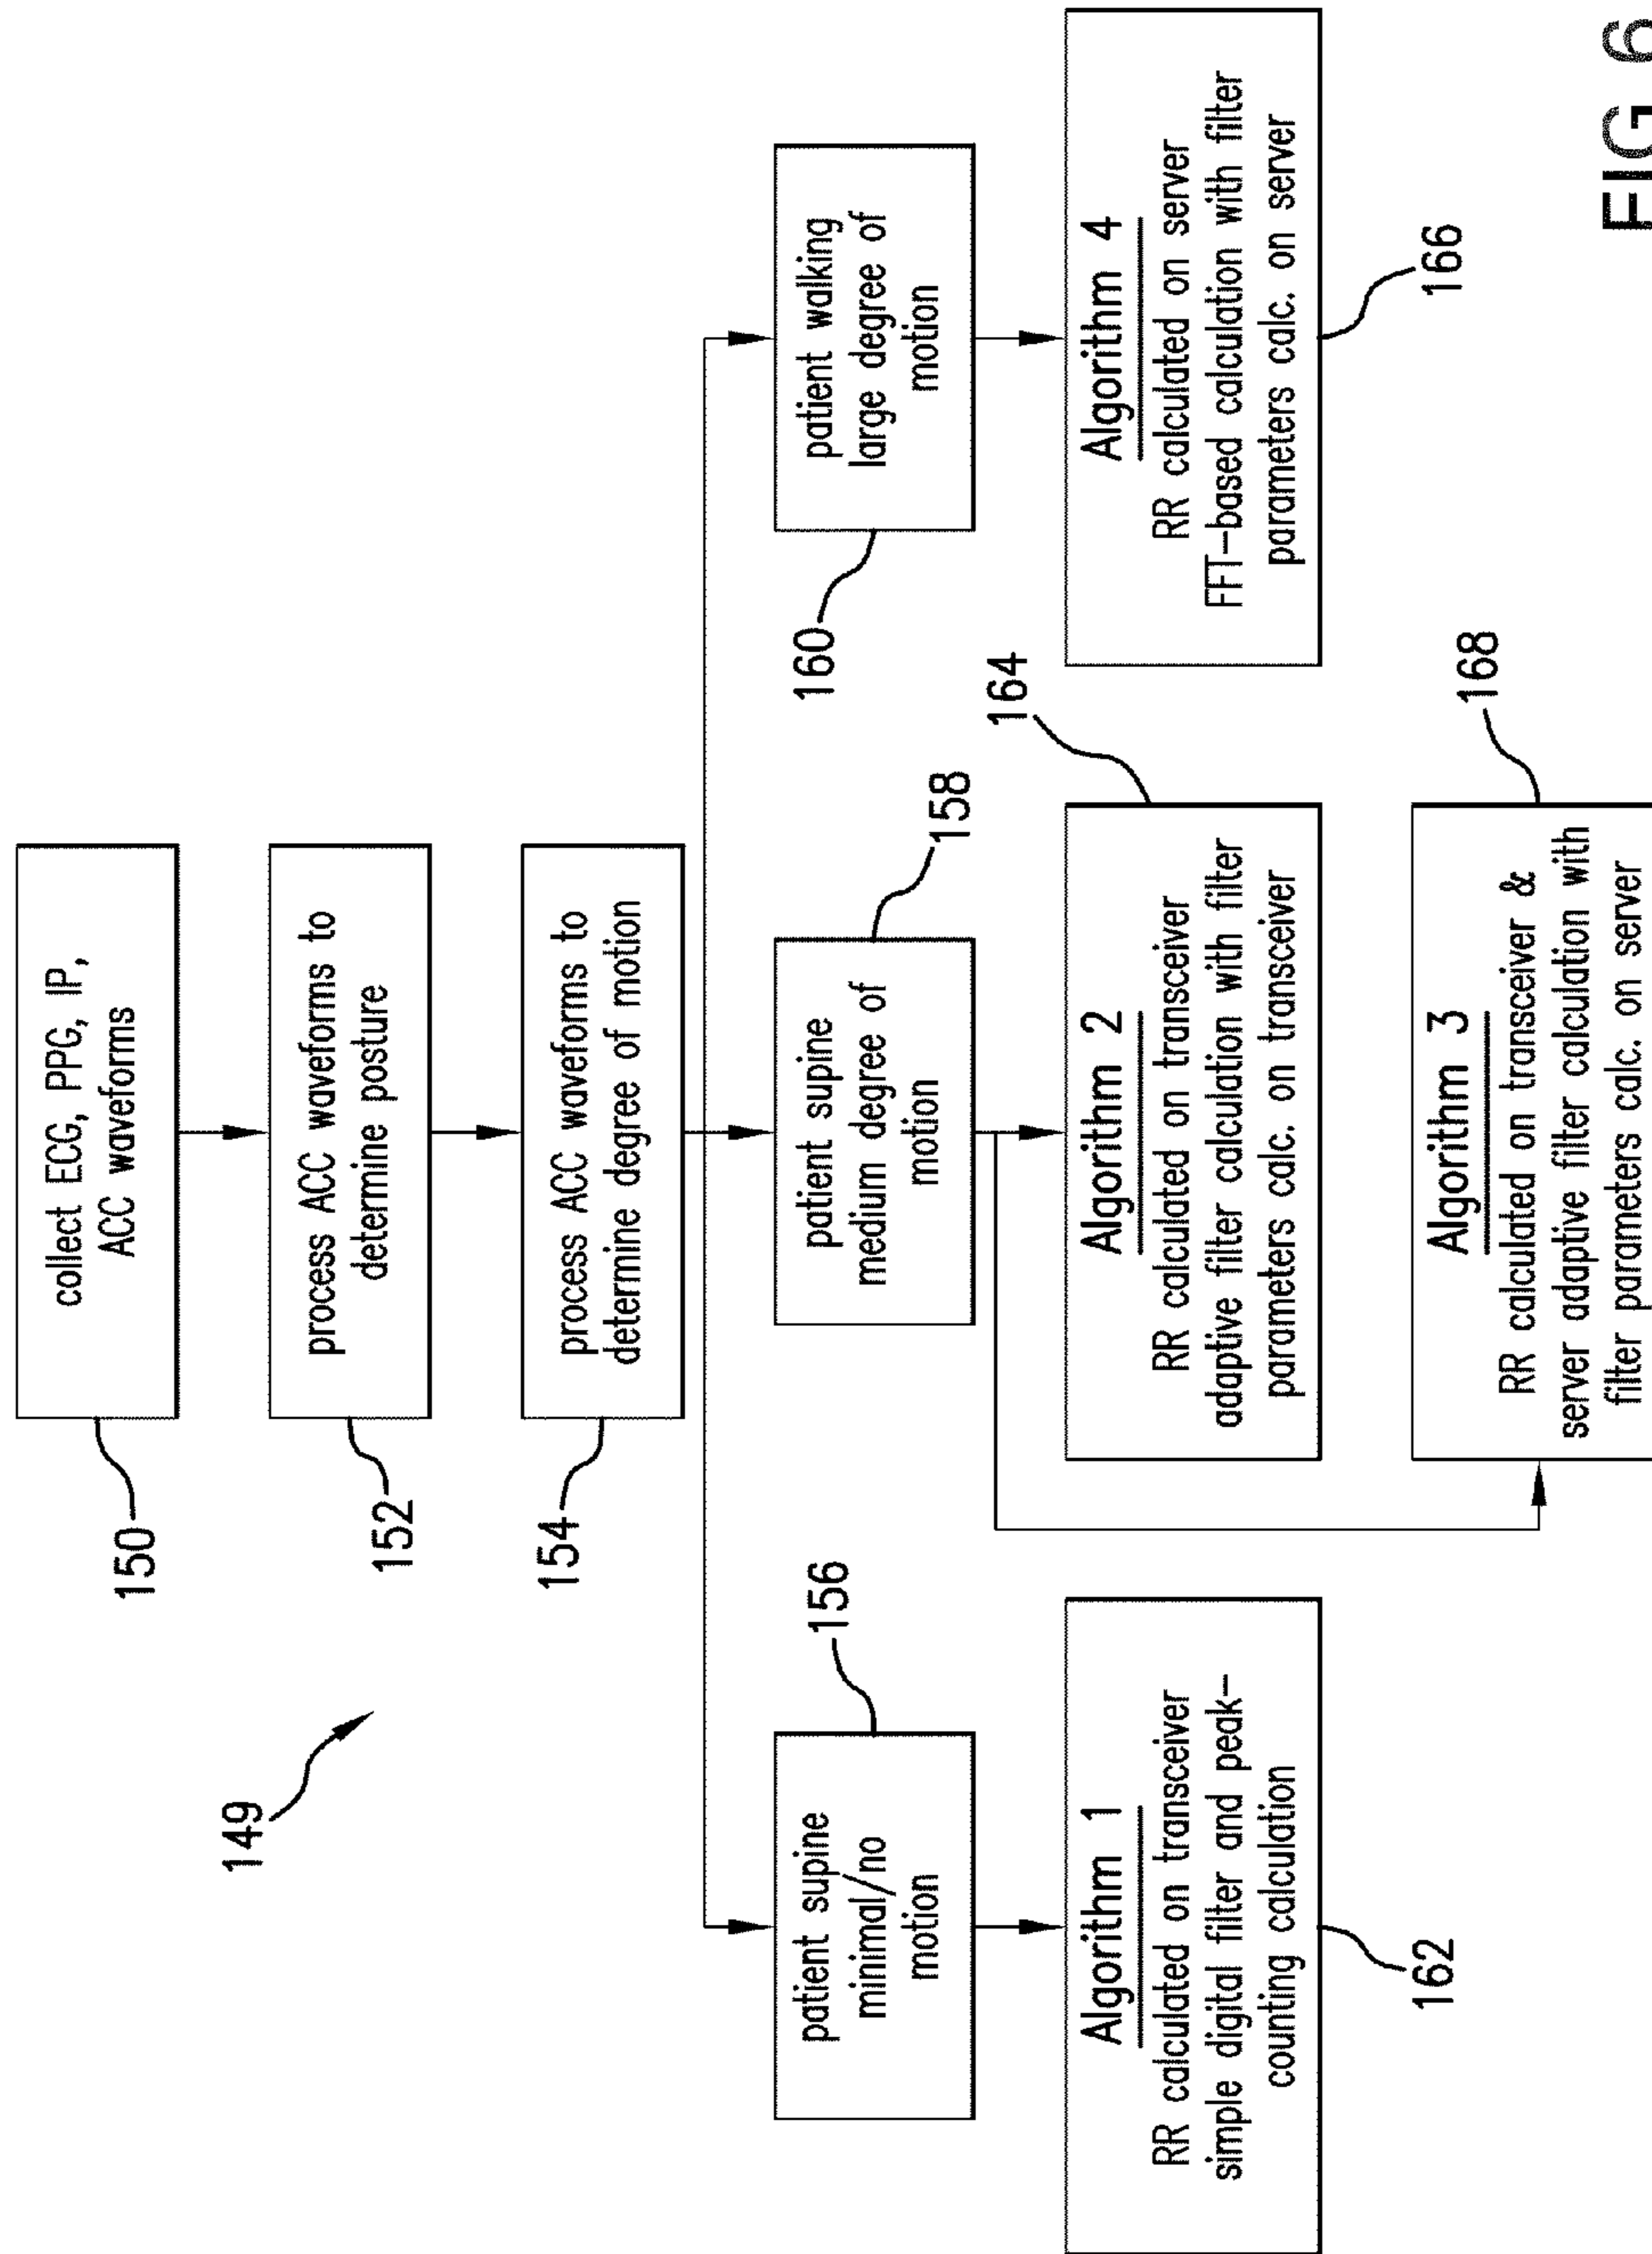 149
150
collect ECG, PPG, IP,
ACC waveforms
152
process ACC waveforms to
determine posture
154
process ACC waveforms to
determine degree of motion
156
patient supine
minimal/no
motion
158
patient supine
medium degree of
motion
160
patient walking
large degree of
motion
Algorithm 1
RR calculated on transceiver
simple digital filter and peak-
counting calculation
162
Algorithm 2
RR calculated on transceiver
adaptive filter calculation with filter
parameters calc. on transceiver
164
Algorithm 4
RR calculated on server
FFT-based calculation with filter
parameters calc. on server
166
Algorithm 3
RR calculated on transceiver &
server adaptive filter calculation with
filter parameters calc. on server
168
FIG 6